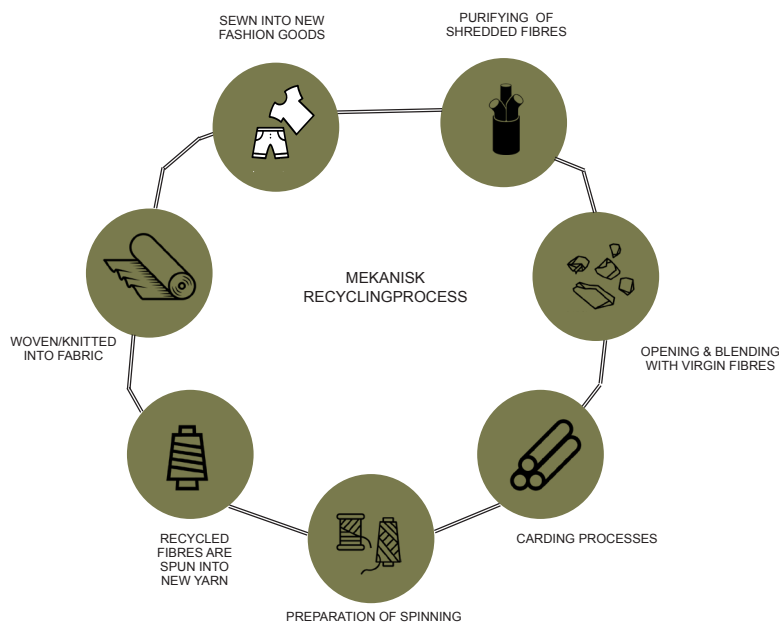 SEWN INTO NEW
FASHION GOODS
PURIFYING OF
SHREDDED FIBRES
MEKANISK
RECYCLINGPROCESS
WOVEN/KNITTED
INTO FABRIC
OPENING & BLENDING
WITH VIRGIN FIBRES
RECYCLED
FIBRES ARE
SPUN INTO
NEW YARN
CARDING PROCESSES
PREPARATION OF SPINNING